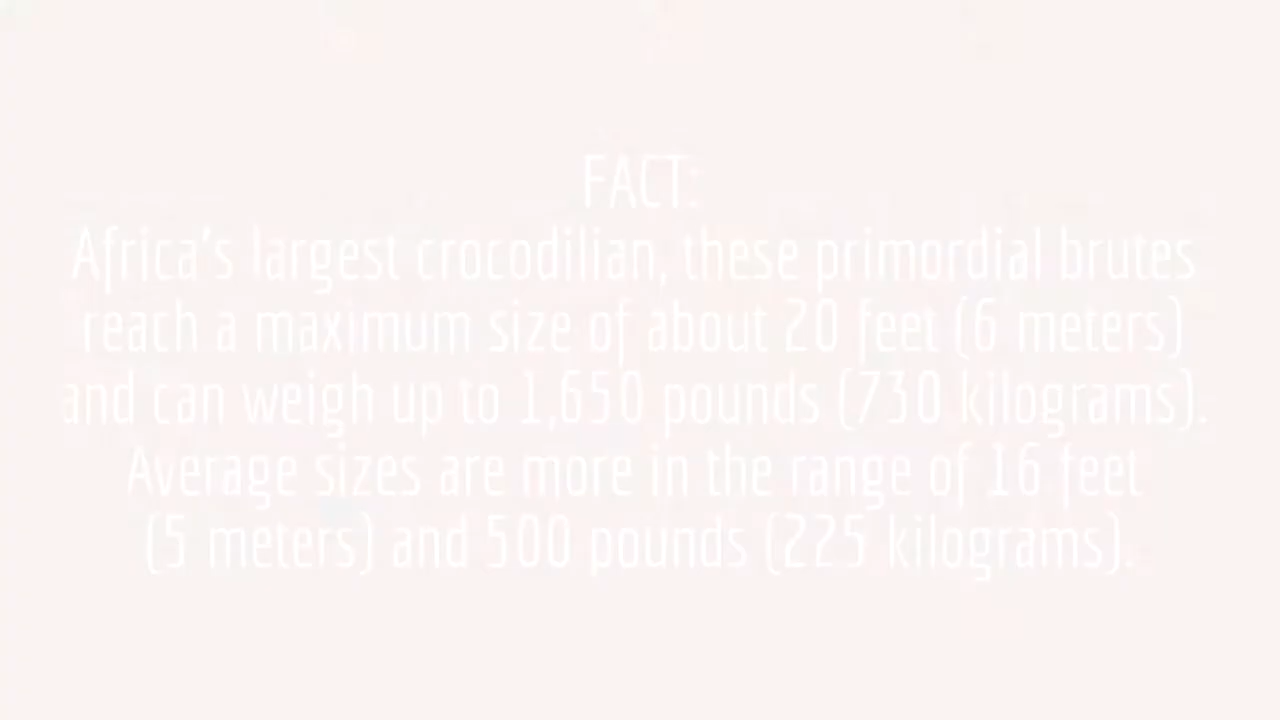 FACT:
Africa's largest crocodilian, these primordial brutes
reach a maximum size of about 20 feet (6 meters)
and can weigh up to 1,650 pounds (730 kilograms).
Average sizes are more in the range of 16 feet
(5 meters) and 500 pounds (225 kilograms).